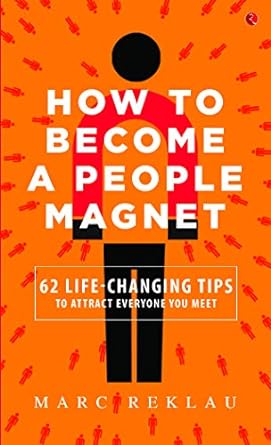 HOW TO
BECOME
A PEOPLE
MAGNET
62 LIFE-CHANGING TIPS
TO ATTRACT EVERYONE YOU MEET
MARC REKLAU